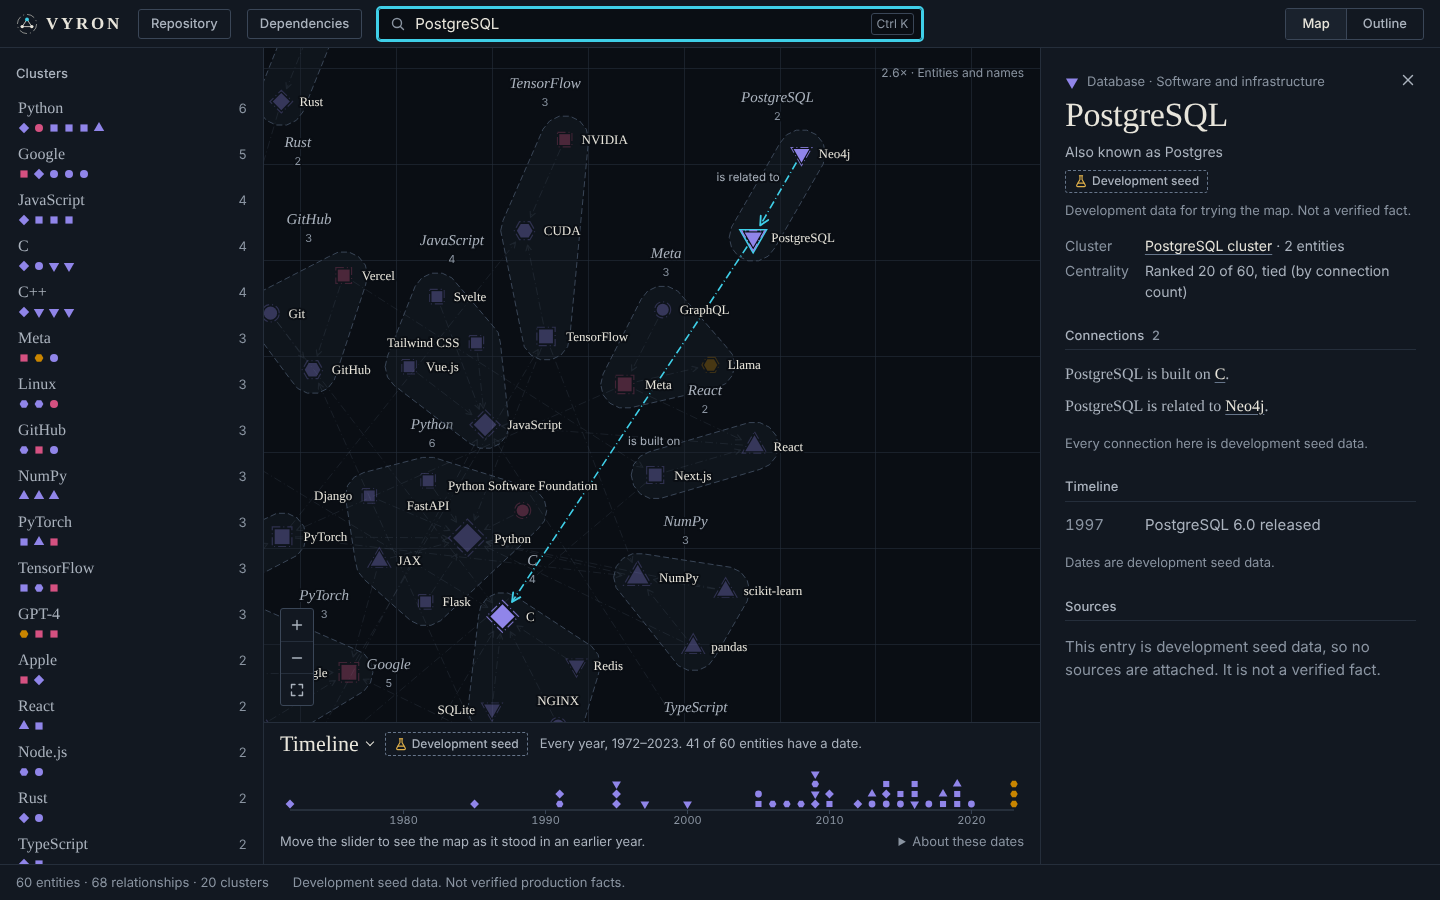 VYRON
Repository
Dependencies
PostgreSQL
Ctrl K
Map
Outline
Clusters
Python 6
Google 5
JavaScript 4
C 4
C++ 4
Meta 3
Linux 3
GitHub 3
NumPy 3
PyTorch 3
TensorFlow 3
GPT-4 3
Apple 2
React 2
Node.js 2
Rust 2
TypeScript 2
2.6× · Entities and names
TensorFlow
3
PostgreSQL
2
Rust
Rust
2
NVIDIA
Neo4j
is related to
GitHub
3
JavaScript
4
CUDA
PostgreSQL
Meta
3
Vercel
Svelte
Git
GraphQL
Tailwind CSS
TensorFlow
GitHub
Vue.js
Llama
Meta
React
2
Python
6
JavaScript
is built on
React
Next.js
Django
Python Software Foundation
FastAPI
NumPy
3
PyTorch
Python
JAX
C
4
NumPy
scikit-learn
PyTorch
3
Flask
C
pandas
gle
Google
5
Redis
NGINX
SQLite
TypeScript
Timeline
Development seed
Every year, 1972–2023. 41 of 60 entities have a date.
1980 1990 2000 2010 2020
Move the slider to see the map as it stood in an earlier year.
About these dates
Database · Software and infrastructure
PostgreSQL
Also known as Postgres
Development seed
Development data for trying the map. Not a verified fact.
Cluster PostgreSQL cluster · 2 entities
Centrality Ranked 20 of 60, tied (by connection
count)
Connections 2
PostgreSQL is built on C.
PostgreSQL is related to Neo4j.
Every connection here is development seed data.
Timeline
1997 PostgreSQL 6.0 released
Dates are development seed data.
Sources
This entry is development seed data, so no
sources are attached. It is not a verified fact.
60 entities · 68 relationships · 20 clusters
Development seed data. Not verified production facts.